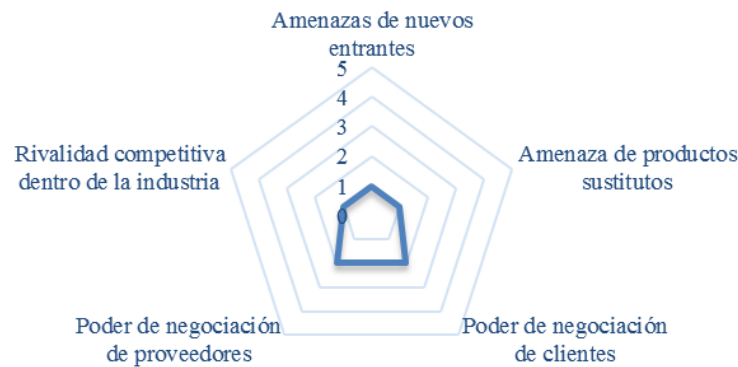 Amenazas de nuevos
entrantes
5
4
3
2
1
0
Rivalidad competitiva
dentro de la industria
Amenaza de productos
sustitutos
Poder de negociación
de proveedores
Poder de negociación
de clientes